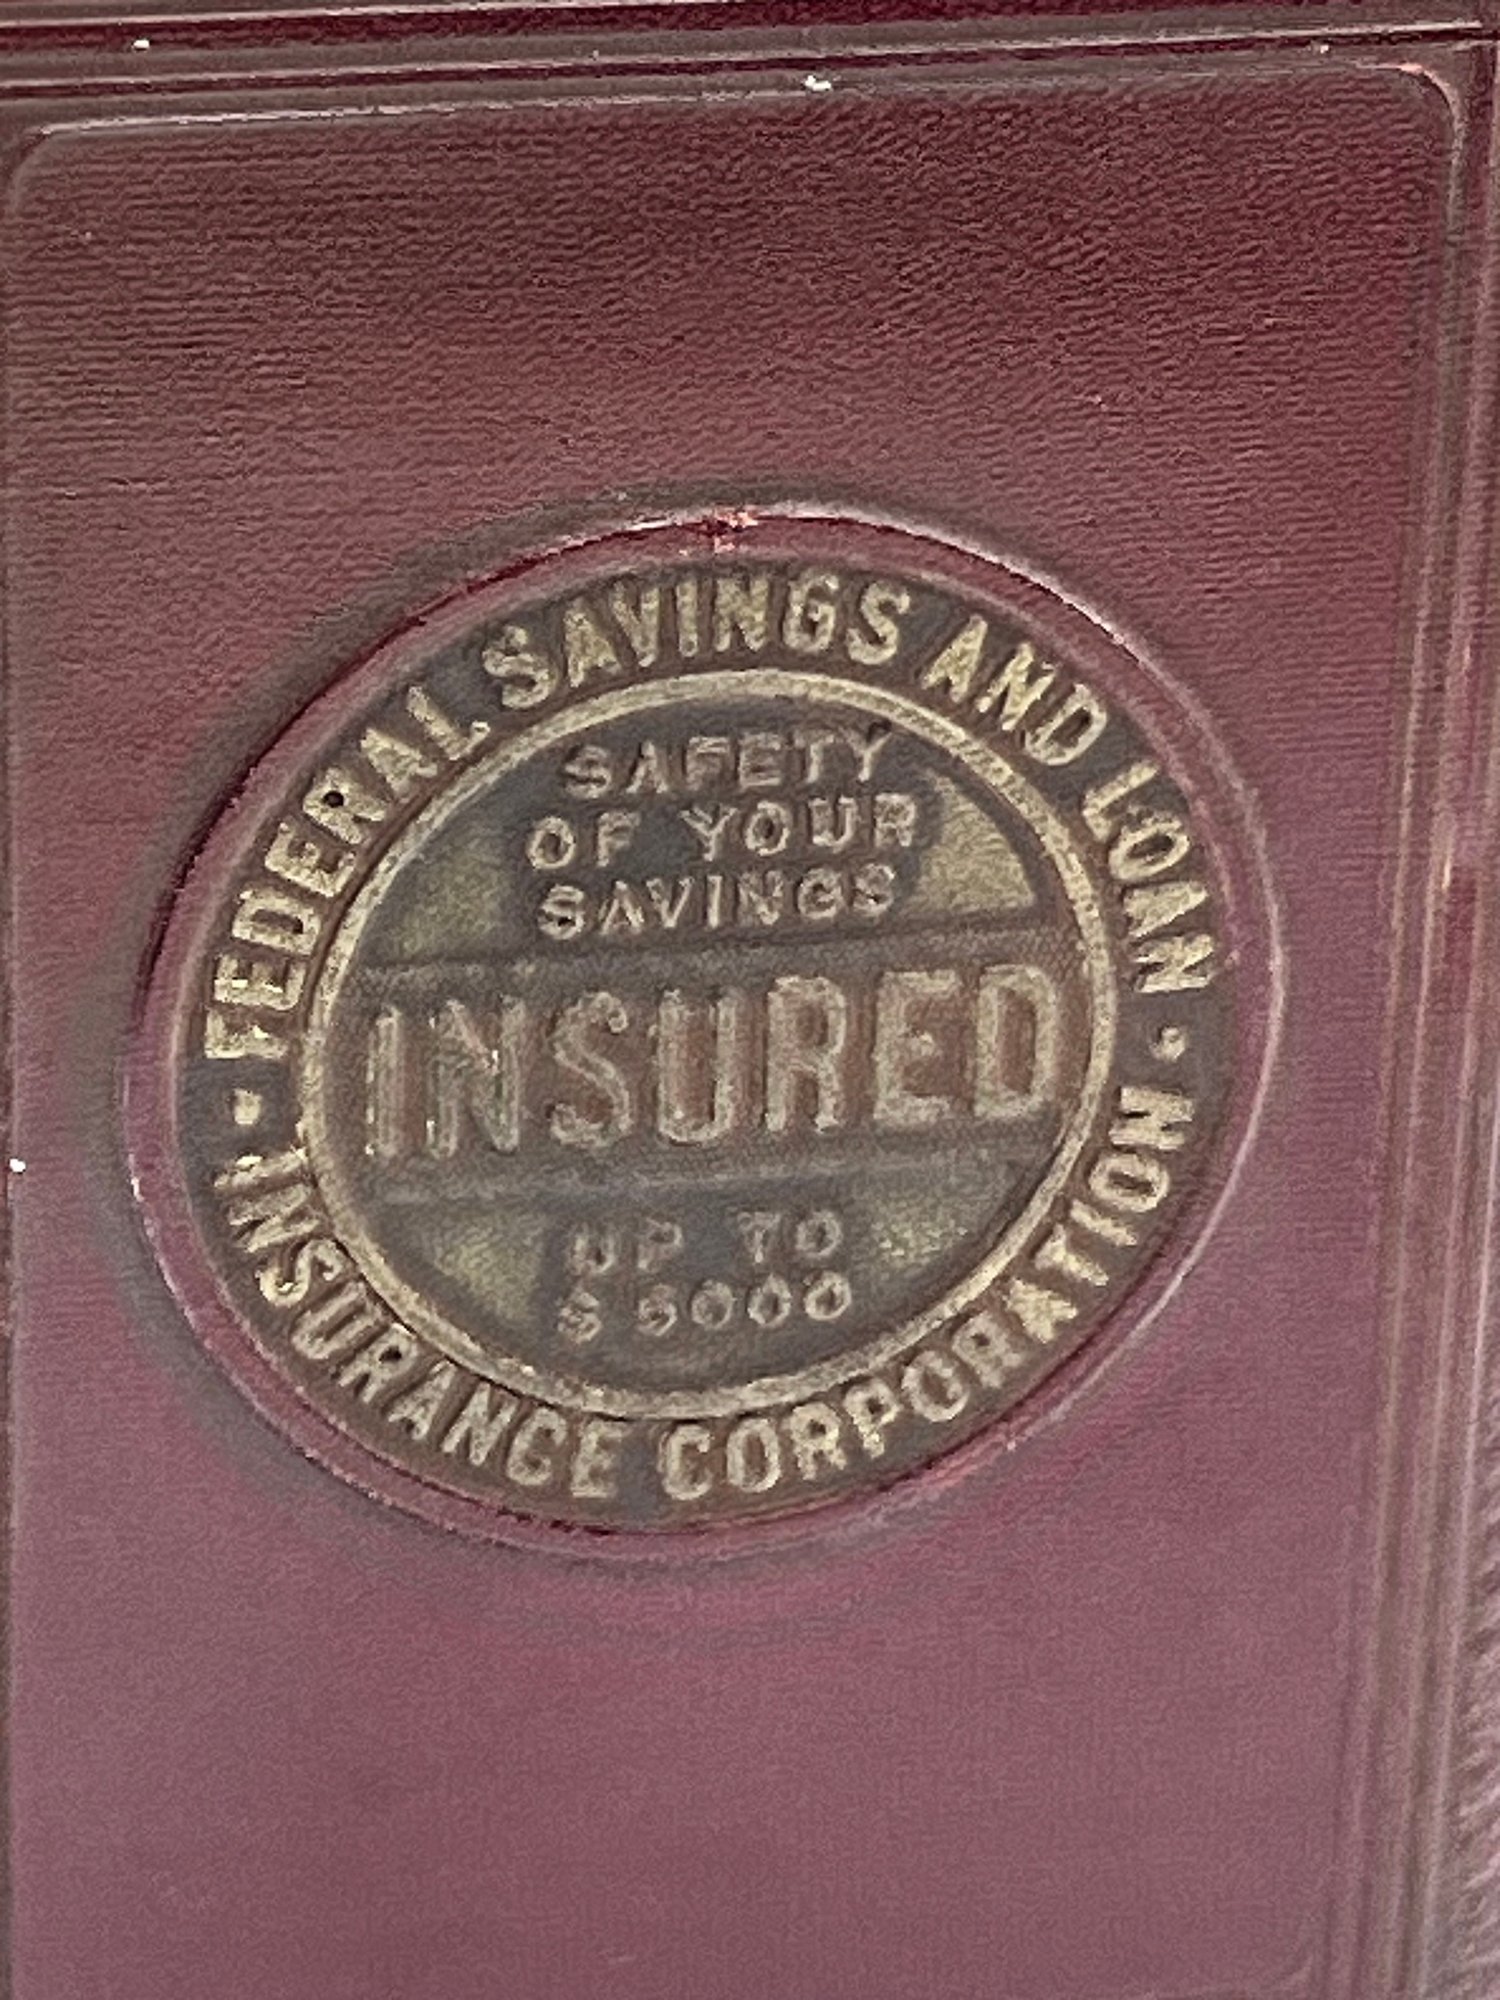 FEDERAL SAVINGS AND LOAN
INSURANCE CORPORATION
SAFETY
OF YOUR
SAVINGS
INSURED
UP TO
$5000